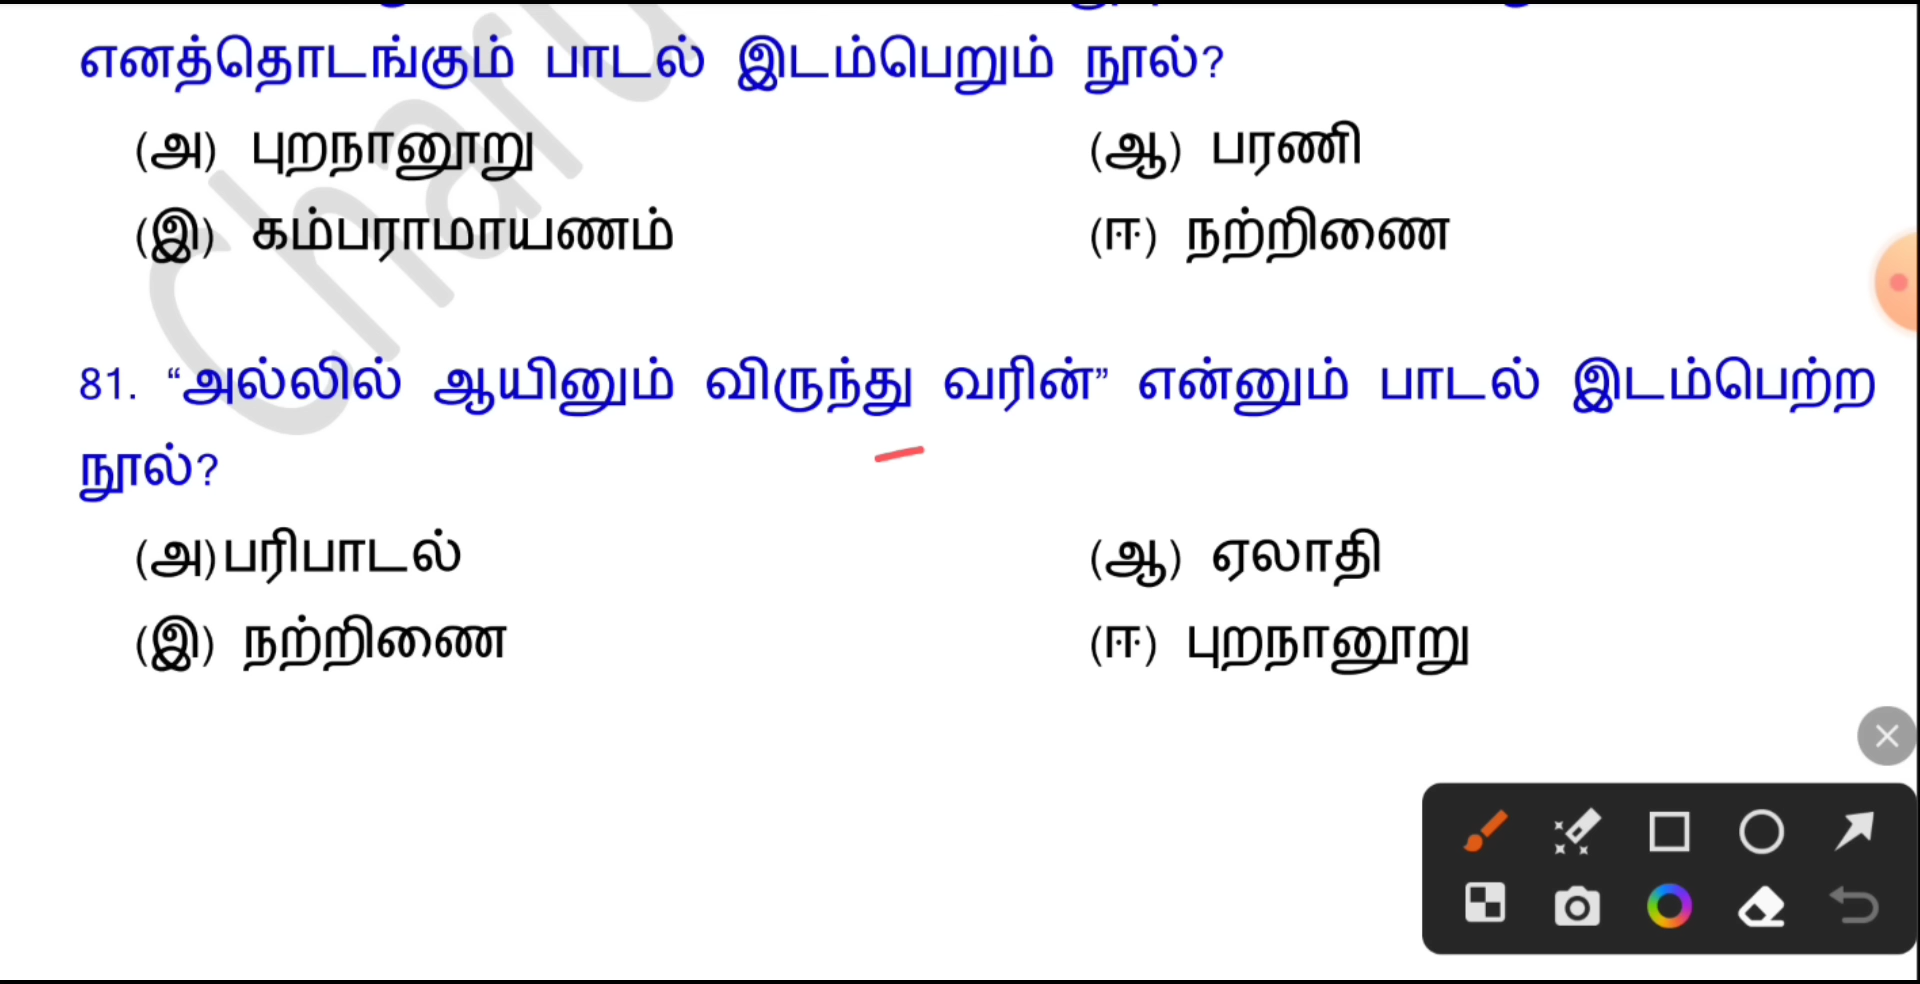 எனத்தொடங்கும் பாடல் இடம்பெறும் நூல்?
(அ) புறநானூறு (ஆ) பரணி
(இ) கம்பராமாயணம் (ஈ) நற்றிணை
81. “அல்லில் ஆயினும் விருந்து வரின்” என்னும் பாடல் இடம்பெற்ற
நூல்?
(அ) பரிபாடல் (ஆ) ஏலாதி
(இ) நற்றிணை (ஈ) புறநானூறு